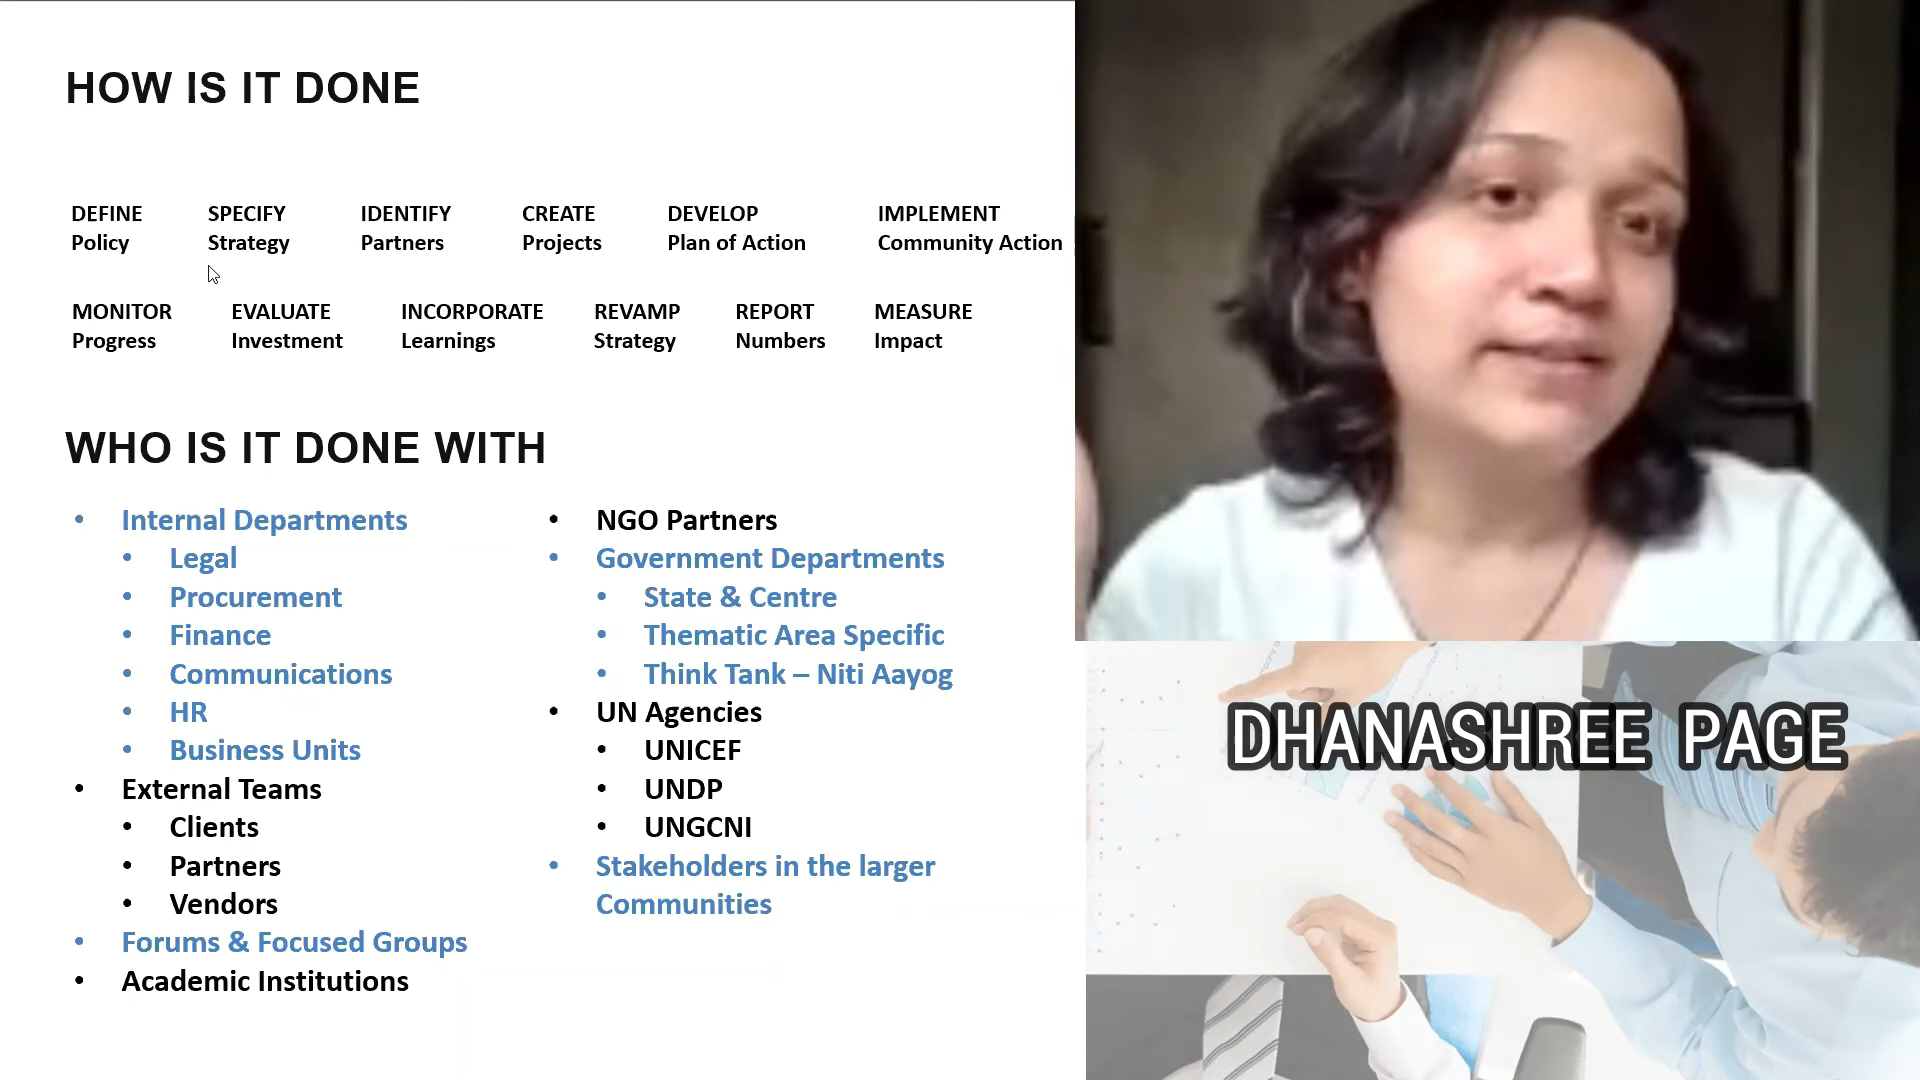 HOW IS IT DONE
DEFINE SPECIFY IDENTIFY CREATE DEVELOP IMPLEMENT
Policy Strategy Partners Projects Plan of Action Community Action
MONITOR EVALUATE INCORPORATE REVAMP REPORT MEASURE
Progress Investment Learnings Strategy Numbers Impact
WHO IS IT DONE WITH
• Internal Departments
• Legal
• Procurement
• Finance
• Communications
• HR
• Business Units
• External Teams
• Clients
• Partners
• Vendors
• Forums & Focused Groups
• Academic Institutions
• NGO Partners
• Government Departments
• State & Centre
• Thematic Area Specific
• Think Tank – Niti Aayog
• UN Agencies
• UNICEF
• UNDP
• UNGCNI
• Stakeholders in the larger
Communities
DHANASHREE PAGE